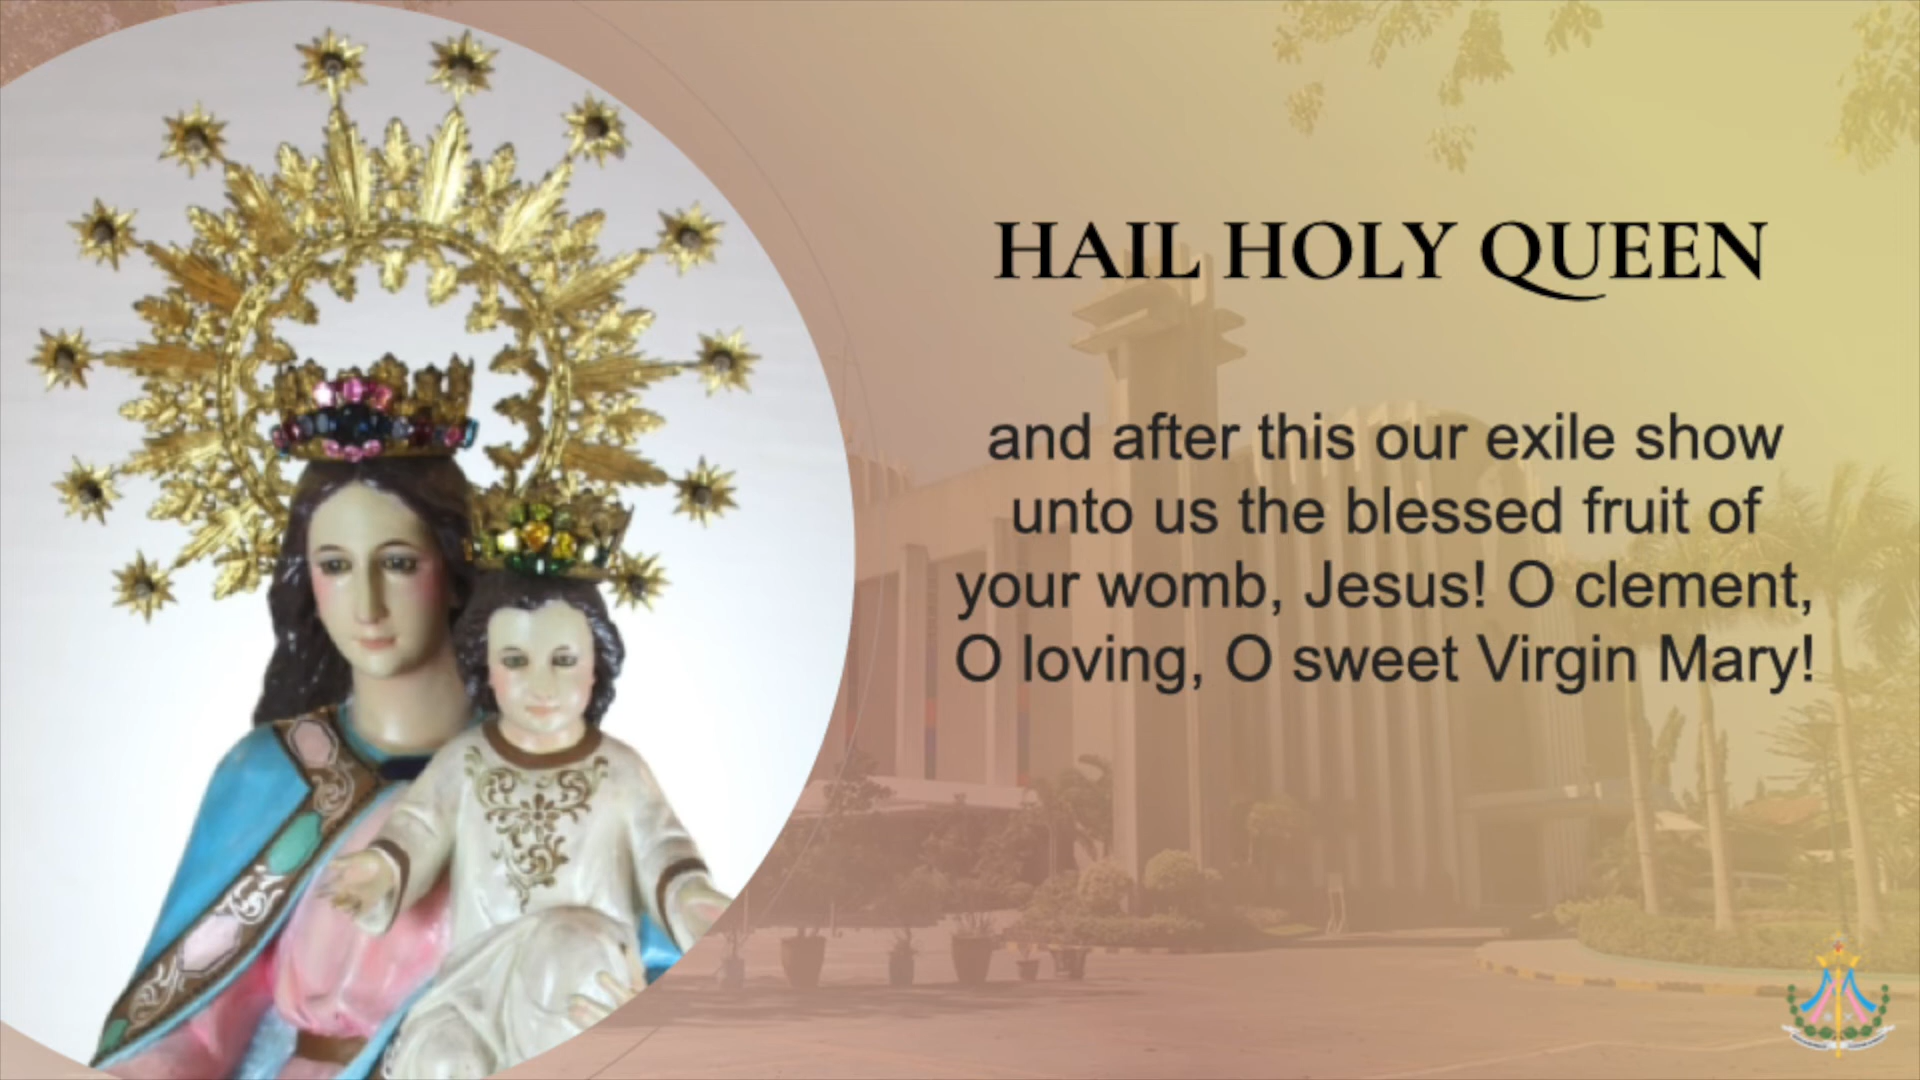 HAIL HOLY QUEEN
and after this our exile show
unto us the blessed fruit of
your womb, Jesus! O clement,
O loving, O sweet Virgin Mary!